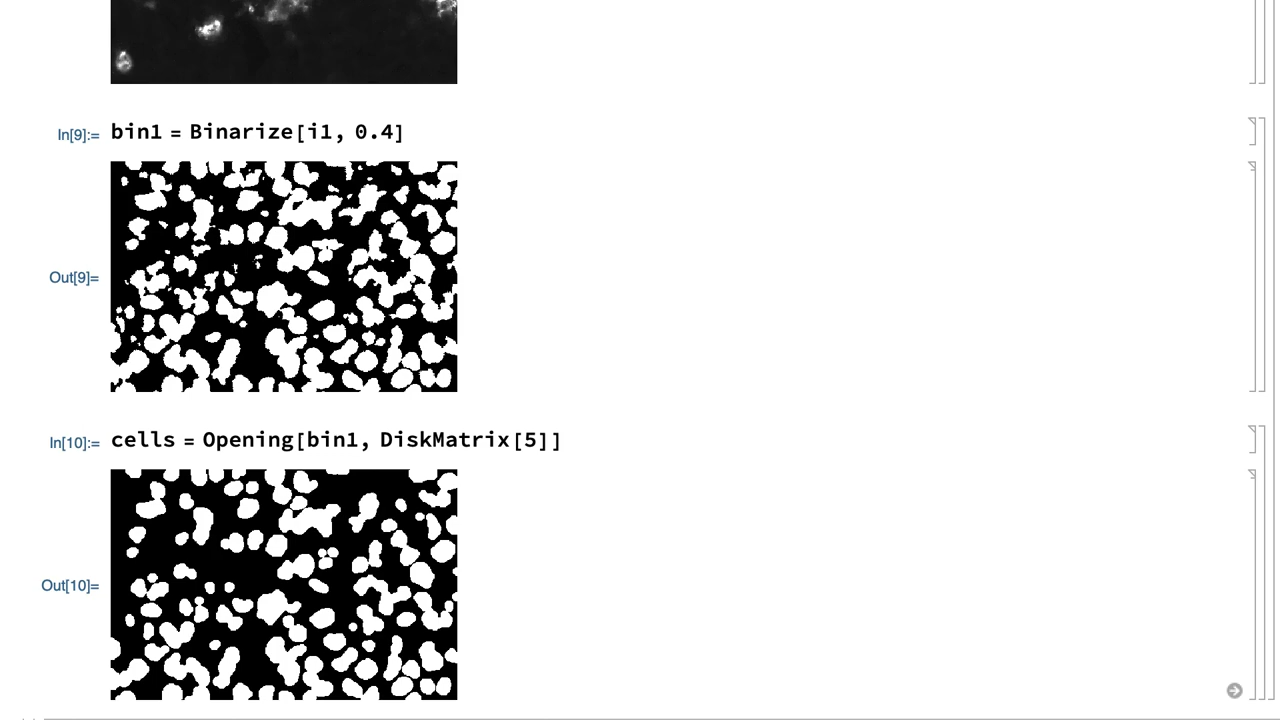 In[9]:= bin1 = Binarize[i1, 0.4]
Out[9]=
In[10]:= cells = Opening[bin1, DiskMatrix[5]]
Out[10]=